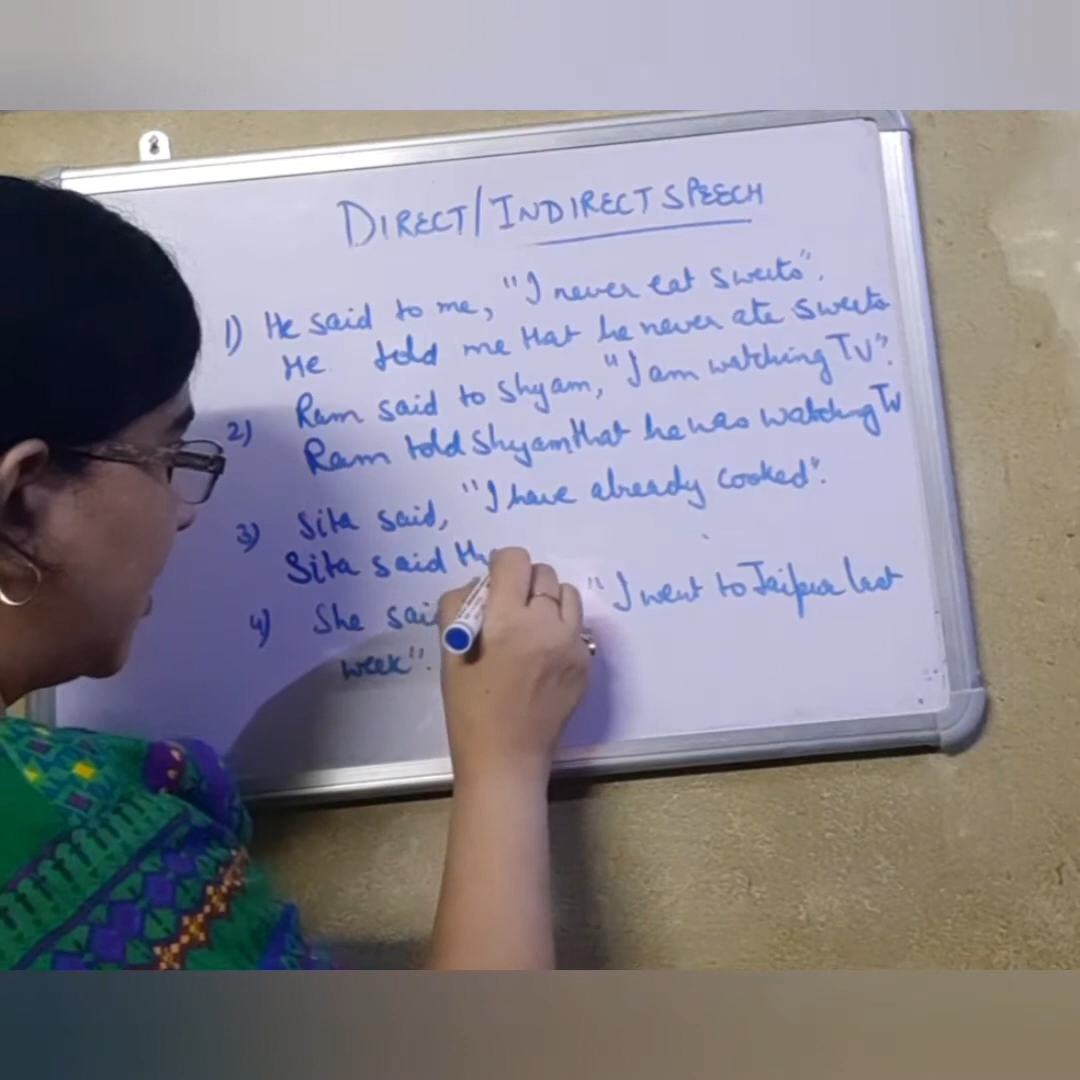 DIRECT/INDIRECT SPEECH
1) He said to me, "I never eat sweets".
He told me that he never ate sweets
2) Ram said to Shyam, "I am watching TV".
Ram told Shyam that he was watching TV
3) Sita said, "I have already cooked".
Sita said th
4) She sai "I went to Jaipur last
week".